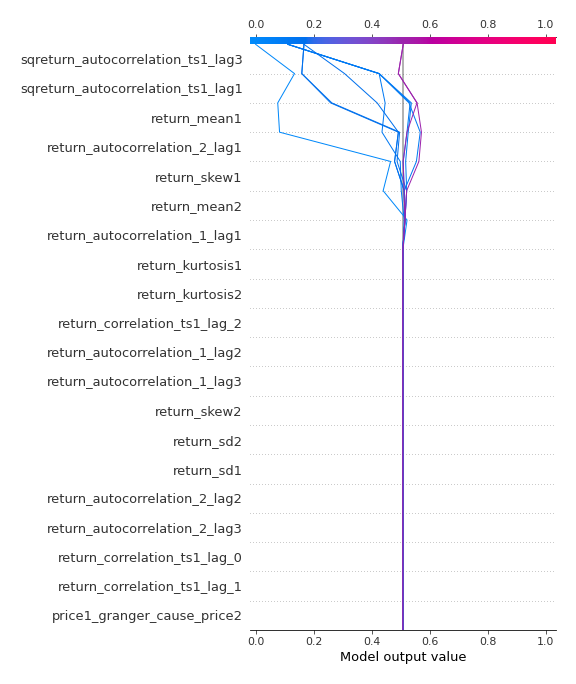 0.0 0.2 0.4 0.6 0.8 1.0
sqreturn_autocorrelation_ts1_lag3
sqreturn_autocorrelation_ts1_lag1
return_mean1
return_autocorrelation_2_lag1
return_skew1
return_mean2
return_autocorrelation_1_lag1
return_kurtosis1
return_kurtosis2
return_correlation_ts1_lag_2
return_autocorrelation_1_lag2
return_autocorrelation_1_lag3
return_skew2
return_sd2
return_sd1
return_autocorrelation_2_lag2
return_autocorrelation_2_lag3
return_correlation_ts1_lag_0
return_correlation_ts1_lag_1
price1_granger_cause_price2
0.0 0.2 0.4 0.6 0.8 1.0
Model output value